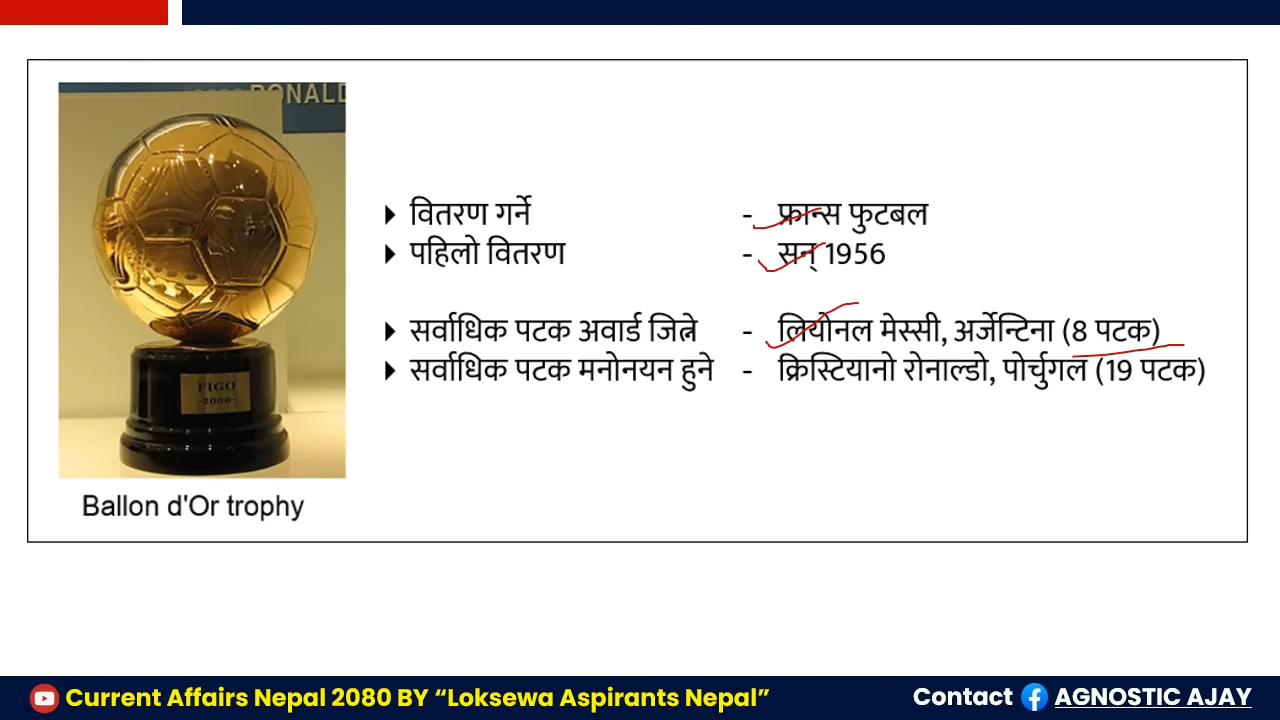 RONALD
FIGO
-2000-
Ballon d'Or trophy
वितरण गर्ने - फ्रान्स फुटबल
पहिलो वितरण - सन् 1956
सर्वाधिक पटक अवार्ड जित्ने - लियोनल मेस्सी, अर्जेन्टिना (8 पटक)
सर्वाधिक पटक मनोनयन हुने - क्रिस्टियानो रोनाल्डो, पोर्चुगल (19 पटक)
Current Affairs Nepal 2080 BY “Loksewa Aspirants Nepal”
Contact AGNOSTIC AJAY